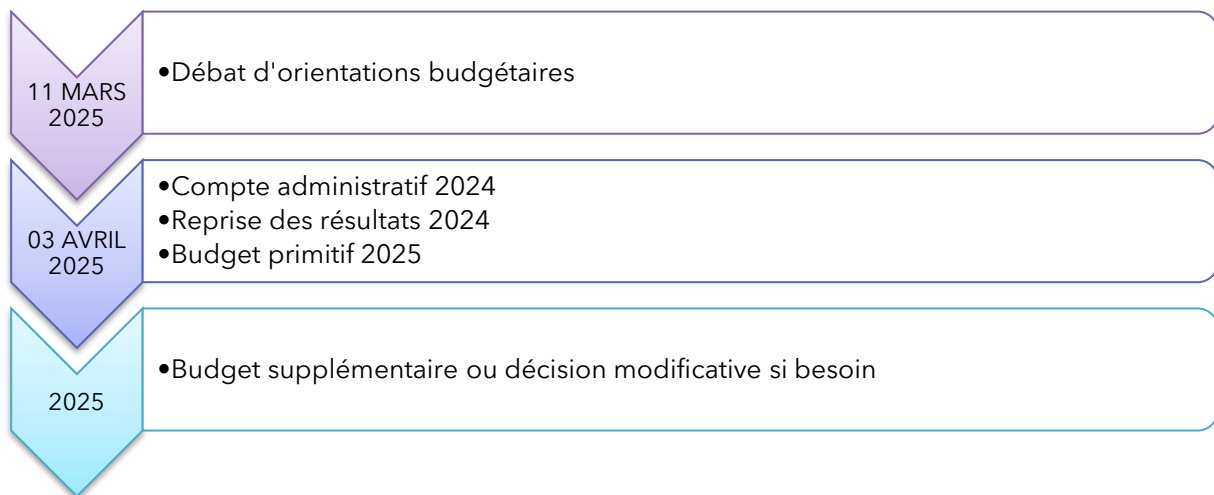 11 MARS
2025
•Débat d'orientations budgétaires
03 AVRIL
2025
•Compte administratif 2024
•Reprise des résultats 2024
•Budget primitif 2025
2025
•Budget supplémentaire ou décision modificative si besoin